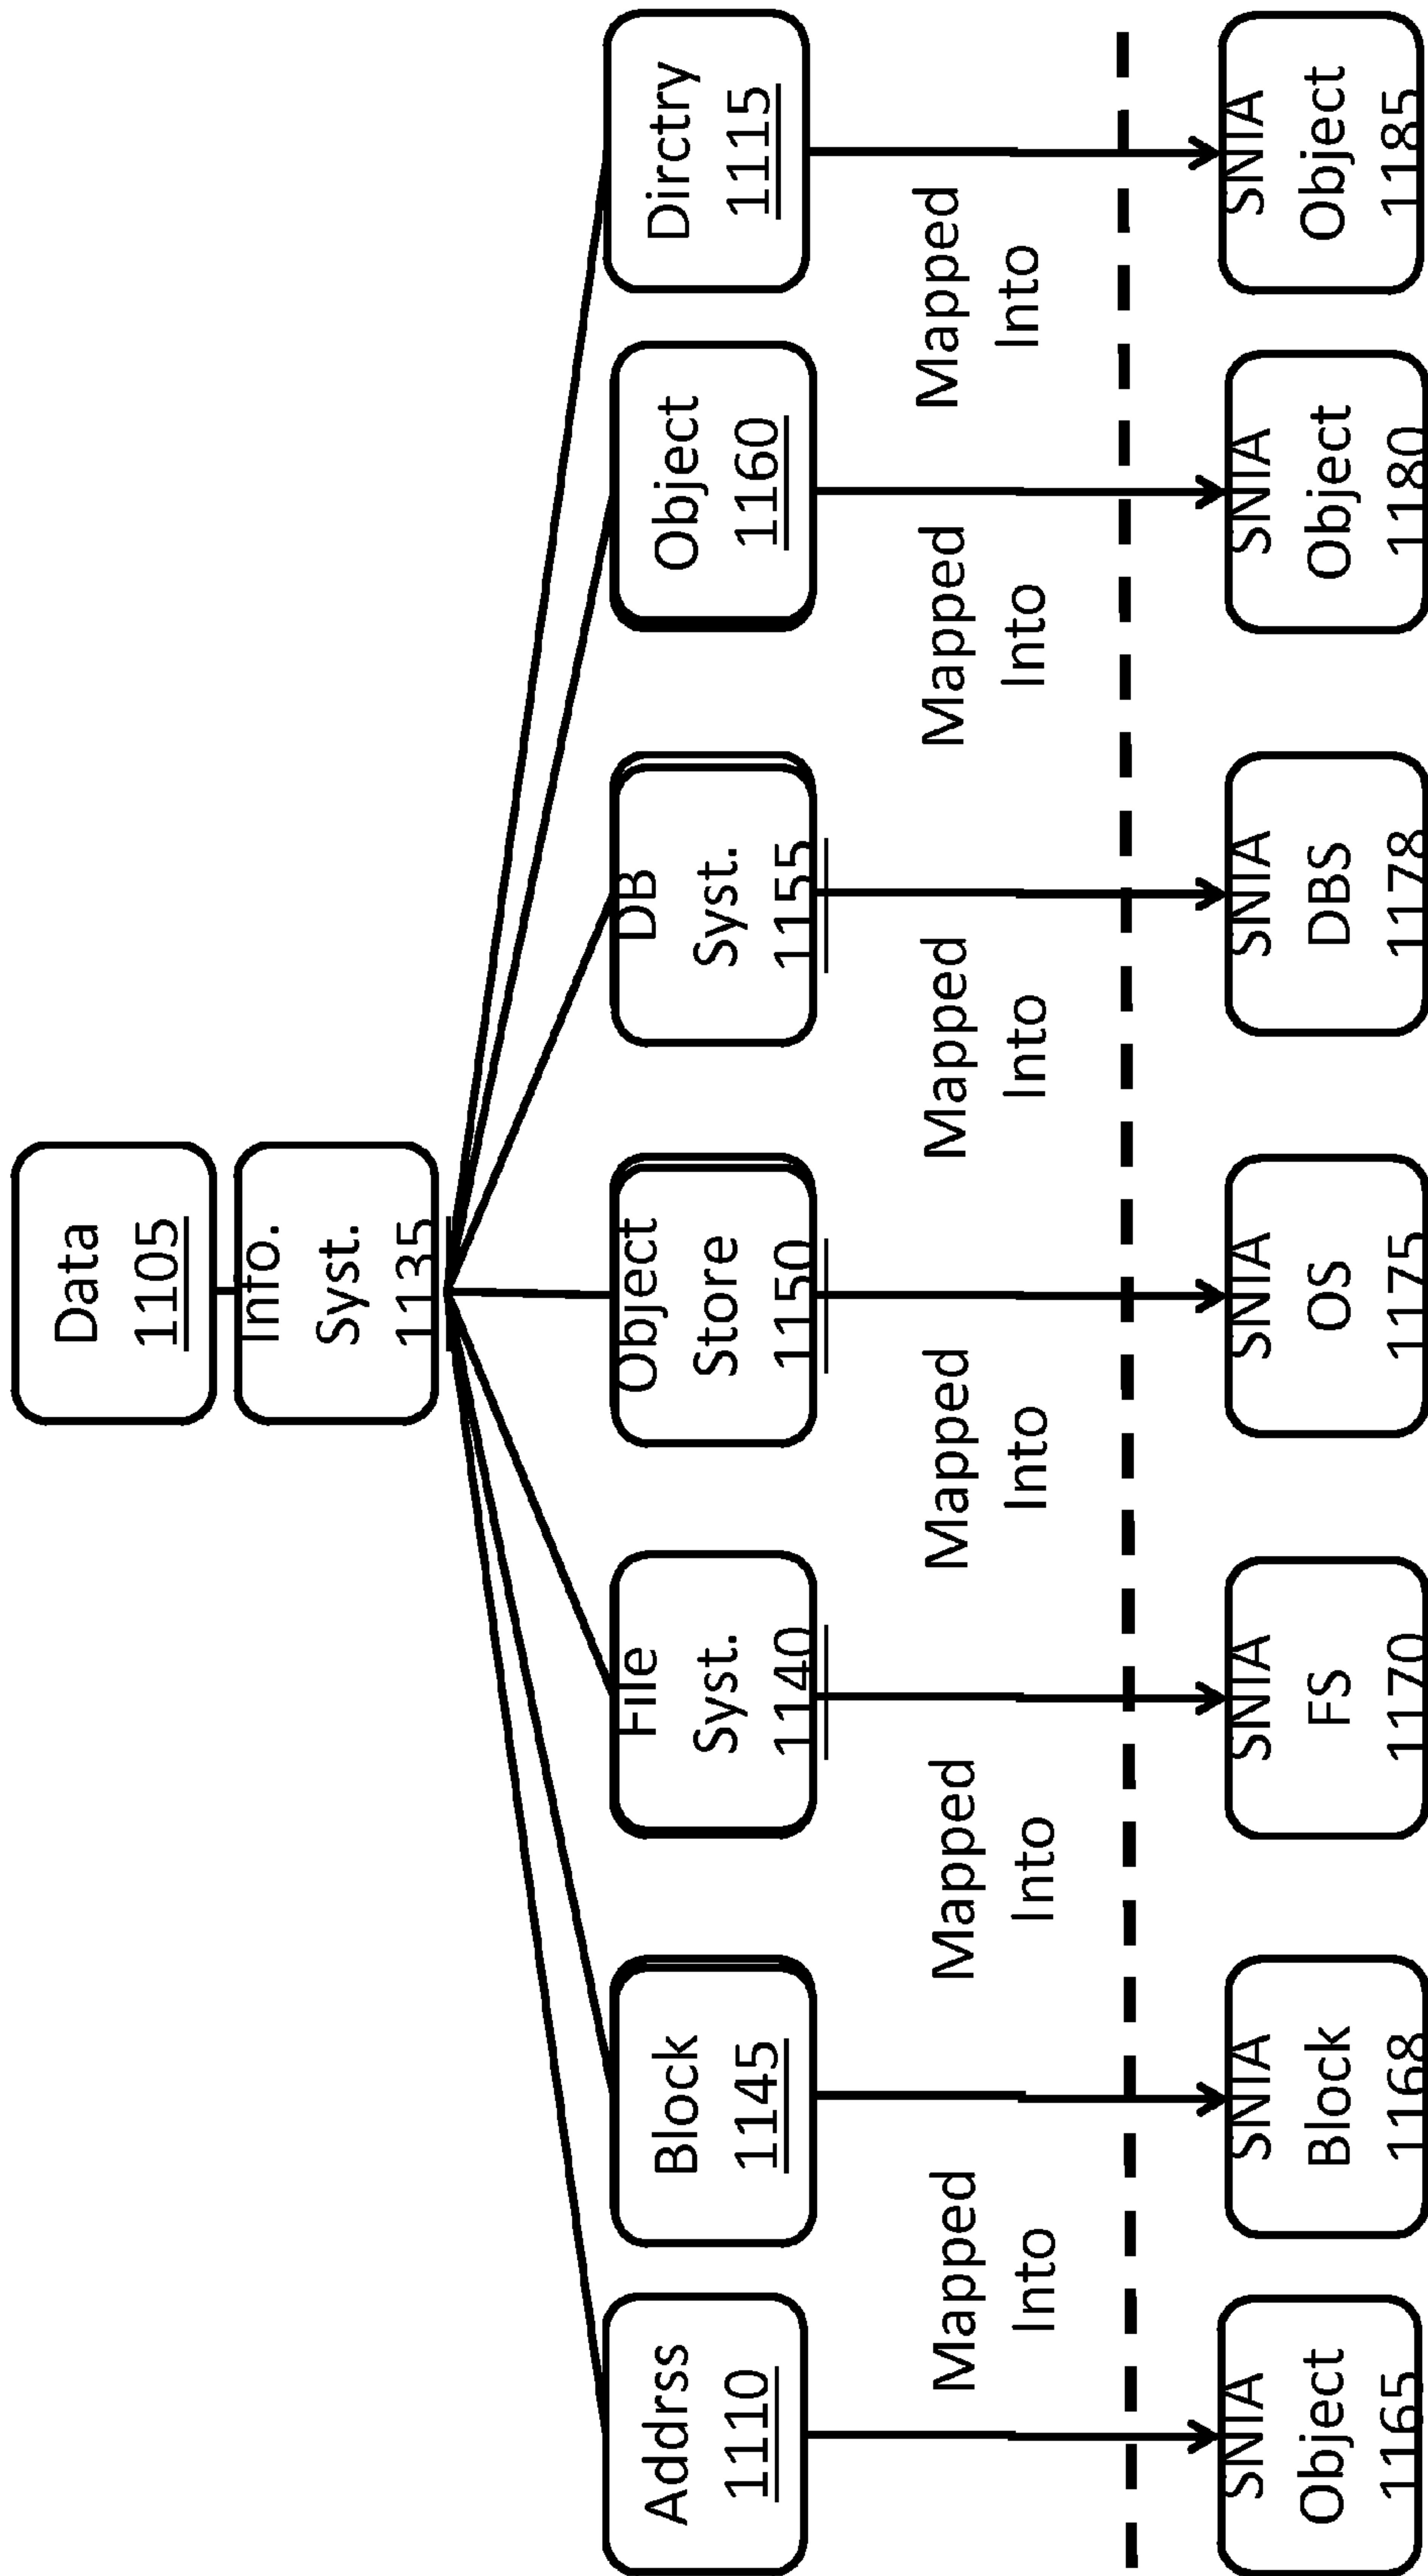 Data
1105
Info.
Syst.
1135
Addrss
1110
Block
1145
File
Syst.
1140
Object
Store
1150
DB
Syst.
1155
Object
1160
Dirctry
1115
Mapped
Into
Mapped
Into
Mapped
Into
Mapped
Into
Mapped
Into
Mapped
Into
SNIA
Object
1165
SNIA
Block
1168
SNIA
FS
1170
SNIA
OS
1175
SNIA
DBS
1178
SNIA
Object
1180
SNIA
Object
1185